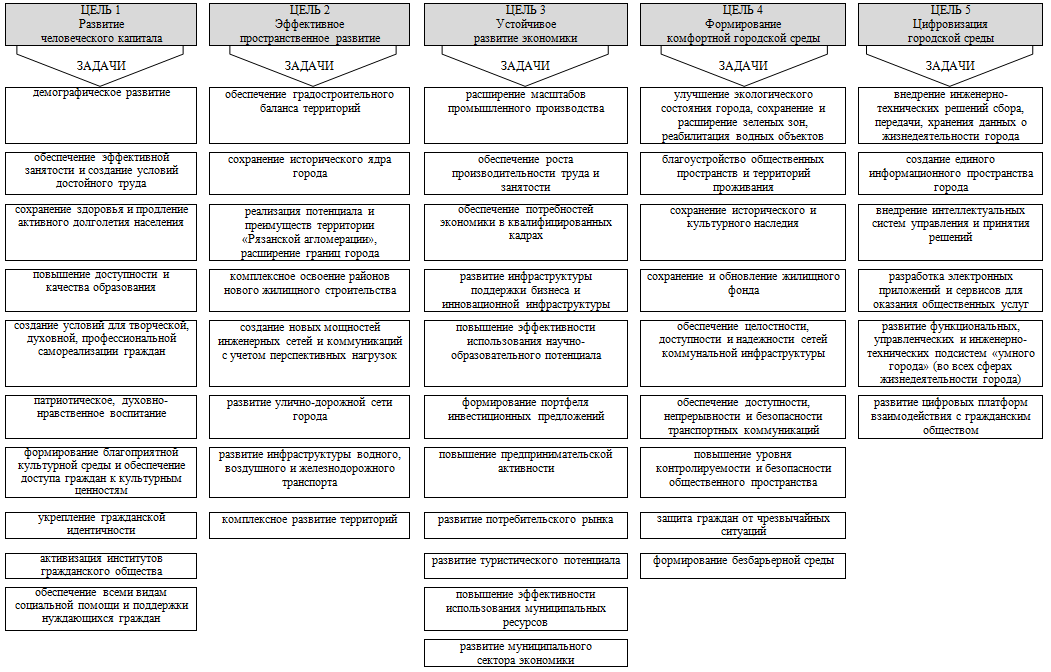 ЦЕЛЬ 1
Развитие
человеческого капитала
ЗАДАЧИ
демографическое развитие
обеспечение эффективной
занятости и создание условий
достойного труда
сохранение здоровья и продление
активного долголетия населения
повышение доступности и
качества образования
создание условий для творческой,
духовной, профессиональной
самореализации граждан
патриотическое, духовно-
нравственное воспитание
формирование благоприятной
культурной среды и обеспечение
доступа граждан к культурным
ценностям
укрепление гражданской
идентичности
активизация институтов
гражданского общества
обеспечение всеми видам
социальной помощи и поддержки
нуждающихся граждан
ЦЕЛЬ 2
Эффективное
пространственное развитие
ЗАДАЧИ
обеспечение градостроительного
баланса территорий
сохранение исторического ядра
города
реализация потенциала и
преимуществ территории
«Рязанской агломерации»,
расширение границ города
комплексное освоение районов
нового жилищного строительства
создание новых мощностей
инженерных сетей и коммуникаций
с учетом перспективных нагрузок
развитие улично-дорожной сети
города
развитие инфраструктуры водного,
воздушного и железнодорожного
транспорта
комплексное развитие территорий
ЦЕЛЬ 3
Устойчивое
развитие экономики
ЗАДАЧИ
расширение масштабов
промышленного производства
обеспечение роста
производительности труда и
занятости
обеспечение потребностей
экономики в квалифицированных
кадрах
развитие инфраструктуры
поддержки бизнеса и
инновационной инфраструктуры
повышение эффективности
использования научно-
образовательного потенциала
формирование портфеля
инвестиционных предложений
повышение предпринимательской
активности
развитие потребительского рынка
развитие туристического потенциала
повышение эффективности
использования муниципальных
ресурсов
развитие муниципального
сектора экономики
ЦЕЛЬ 4
Формирование
комфортной городской среды
ЗАДАЧИ
улучшение экологического
состояния города, сохранение и
расширение зеленых зон,
реабилитация водных объектов
благоустройство общественных
пространств и территорий
проживания
сохранение исторического и
культурного наследия
сохранение и обновление жилищного
фонда
обеспечение целостности,
доступности и надежности сетей
коммунальной инфраструктуры
обеспечение доступности,
непрерывности и безопасности
транспортных коммуникаций
повышение уровня
контролируемости и безопасности
общественного пространства
защита граждан от чрезвычайных
ситуаций
формирование безбарьерной среды
ЦЕЛЬ 5
Цифровизация
городской среды
ЗАДАЧИ
внедрение инженерно-
технических решений сбора,
передачи, хранения данных о
жизнедеятельности города
создание единого
информационного пространства
города
внедрение интеллектуальных
систем управления и принятия
решений
разработка электронных
приложений и сервисов для
оказания общественных услуг
развитие функциональных,
управленческих и инженерно-
технических подсистем «умного
города» (во всех сферах
жизнедеятельности города)
развитие цифровых платформ
взаимодействия с гражданским
обществом